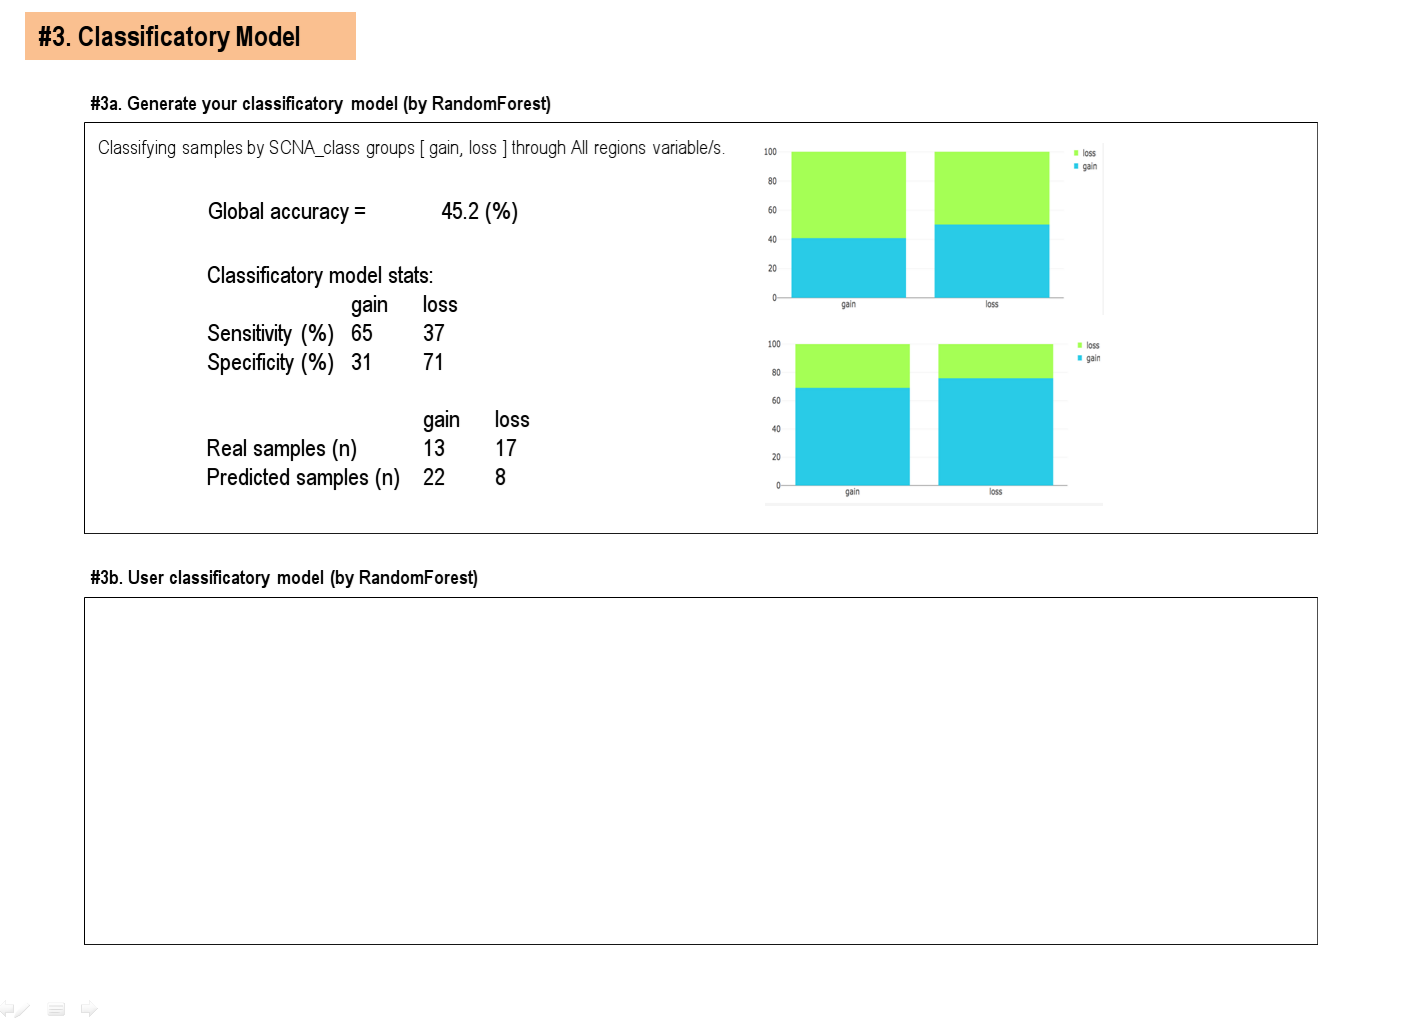 #3. Classificatory Model
#3a. Generate your classificatory model (by RandomForest)
Classifying samples by SCNA_class groups [ gain, loss ] through All regions variable/s.
Global accuracy = 45.2 (%)
Classificatory model stats:
gain loss
Sensitivity (%) 65 37
Specificity (%) 31 71
gain loss
Real samples (n) 13 17
Predicted samples (n) 22 8
100
80
60
40
20
0
gain loss
loss
gain
100
80
60
40
20
0
gain loss
loss
gain
#3b. User classificatory model (by RandomForest)